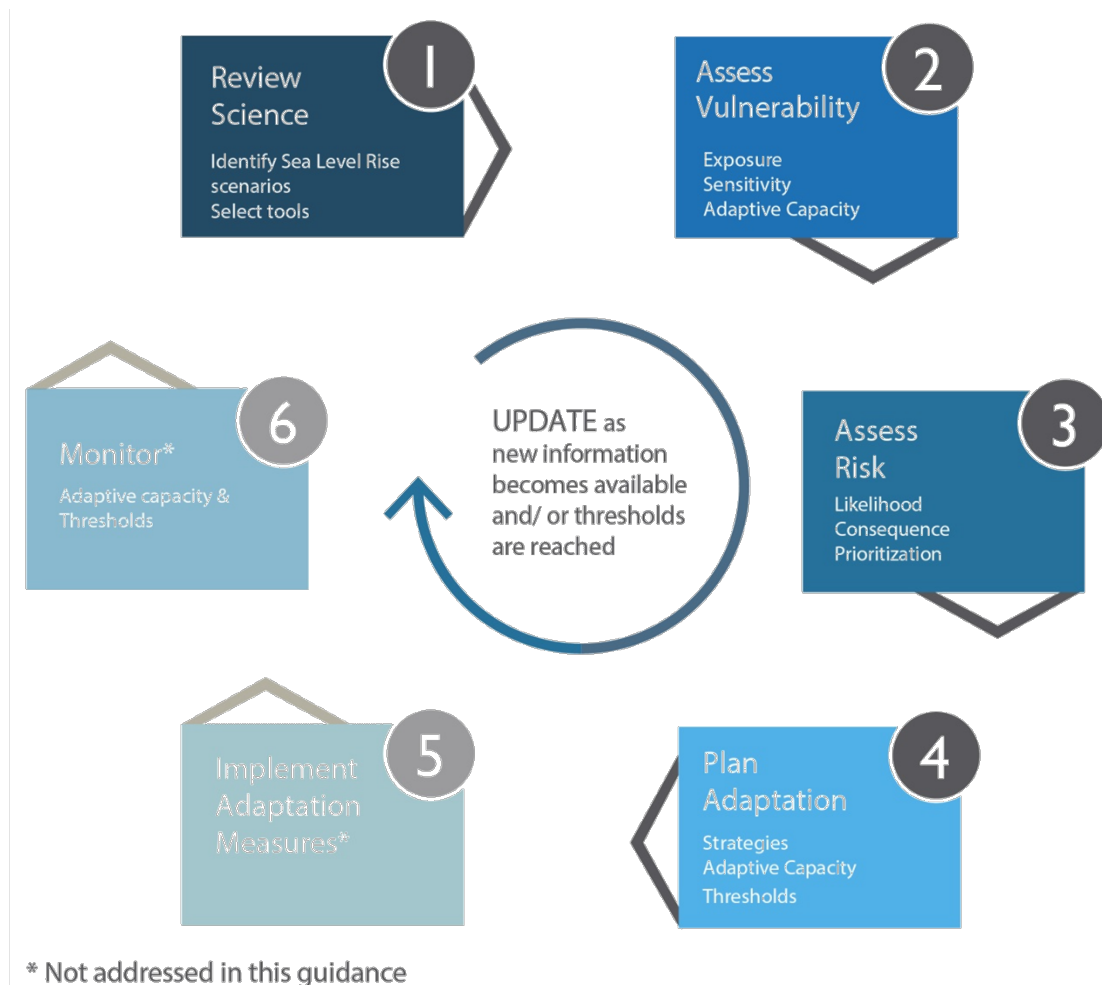 1
Review
Science
Identify Sea Level Rise
scenarios
Select tools
2
Assess
Vulnerability
Exposure
Sensitivity
Adaptive Capacity
3
Assess
Risk
Likelihood
Consequence
Prioritization
4
Plan
Adaptation
Strategies
Adaptive Capacity
Thresholds
5
Implement
Adaptation
Measures*
6
Monitor*
Adaptive capacity &
Thresholds
UPDATE as
new information
becomes available
and/ or thresholds
are reached
* Not addressed in this guidance